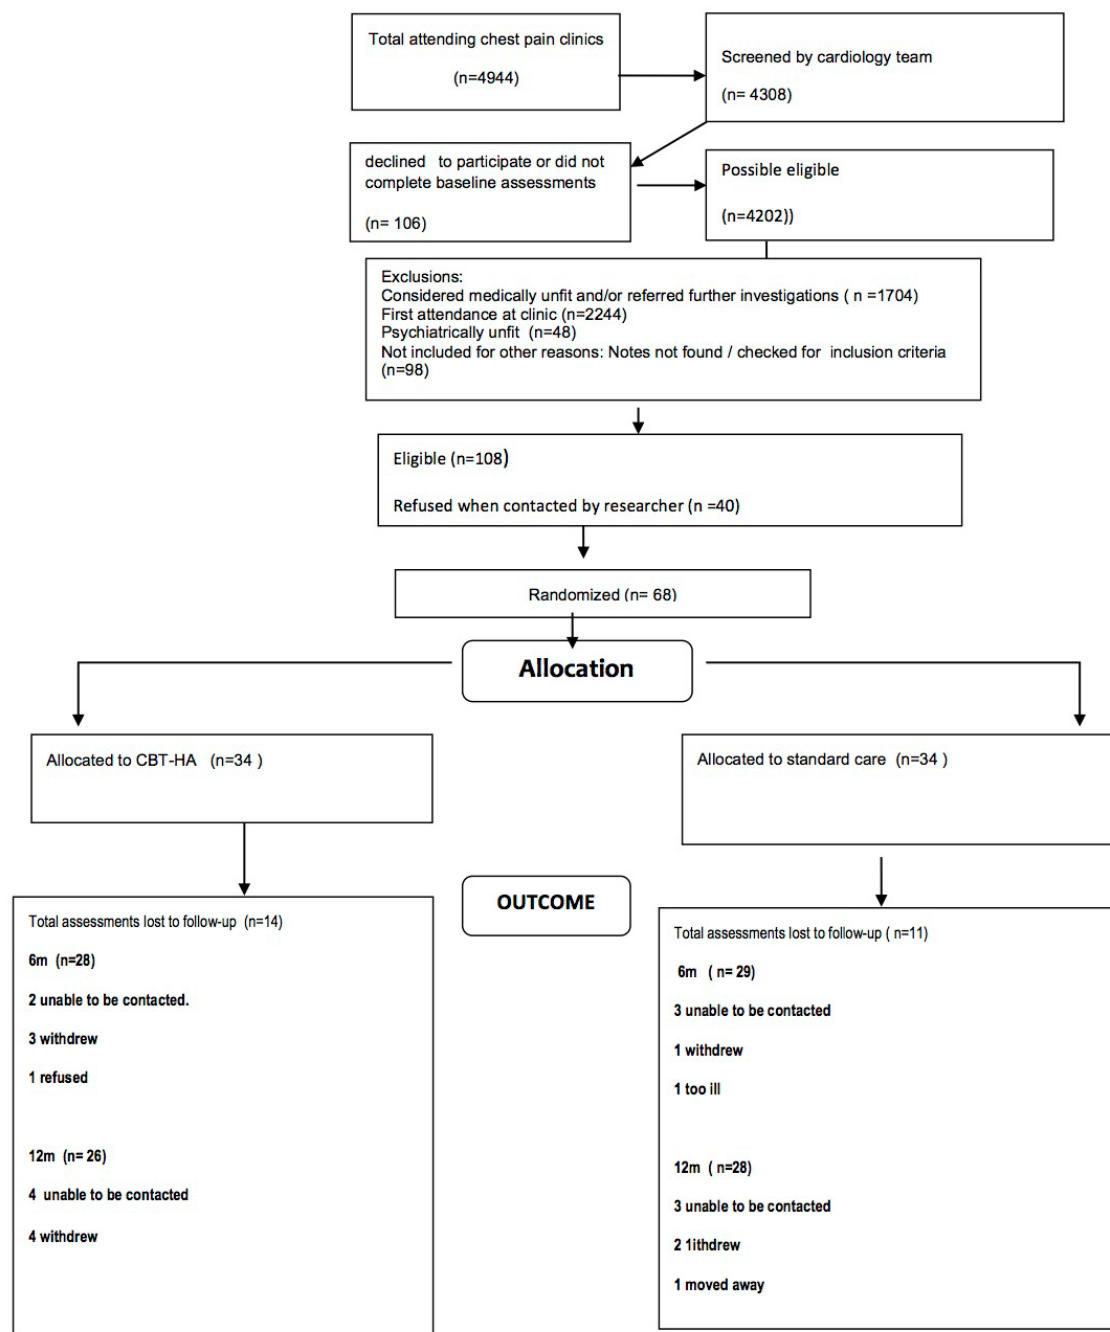 Total attending chest pain clinics
(n=4944)
Screened by cardiology team
(n= 4308)
declined to participate or did not
complete baseline assessments
(n= 106)
Possible eligible
(n=4202))
Exclusions:
Considered medically unfit and/or referred further investigations ( n =1704)
First attendance at clinic (n=2244)
Psychiatrically unfit (n=48)
Not included for other reasons: Notes not found / checked for inclusion criteria
(n=98)
Eligible (n=108)
Refused when contacted by researcher (n =40)
Randomized (n= 68)
Allocation
Allocated to CBT-HA (n=34 )
Allocated to standard care (n=34 )
OUTCOME
Total assessments lost to follow-up (n=14)
6m (n=28)
2 unable to be contacted.
3 withdrew
1 refused
12m (n= 26)
4 unable to be contacted
4 withdrew
Total assessments lost to follow-up ( n=11)
6m ( n= 29)
3 unable to be contacted
1 withdrew
1 too ill
12m ( n=28)
3 unable to be contacted
2 1ithdrew
1 moved away